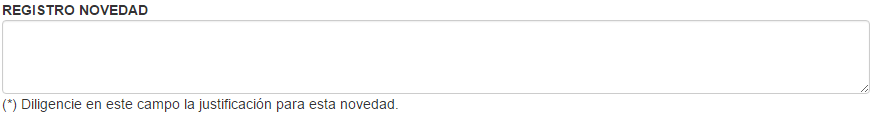 REGISTRO NOVEDAD
(*) Diligencie en este campo la justificación para esta novedad.